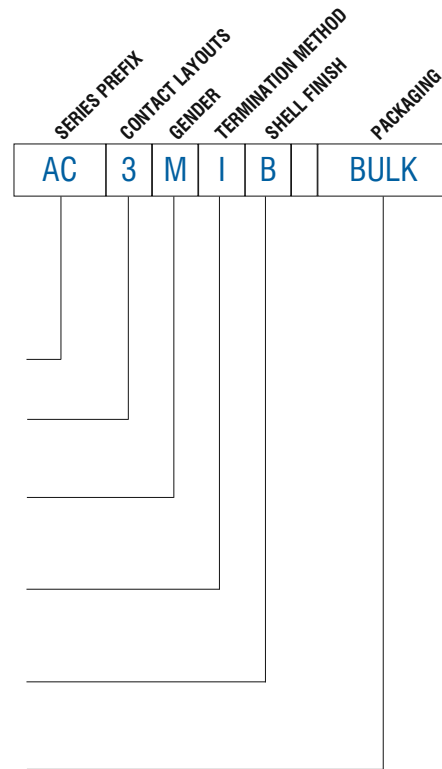 SERIES PREFIX
CONTACT LAYOUTS
GENDER
TERMINATION METHOD
SHELL FINISH
PACKAGING
AC 3 M I B BULK